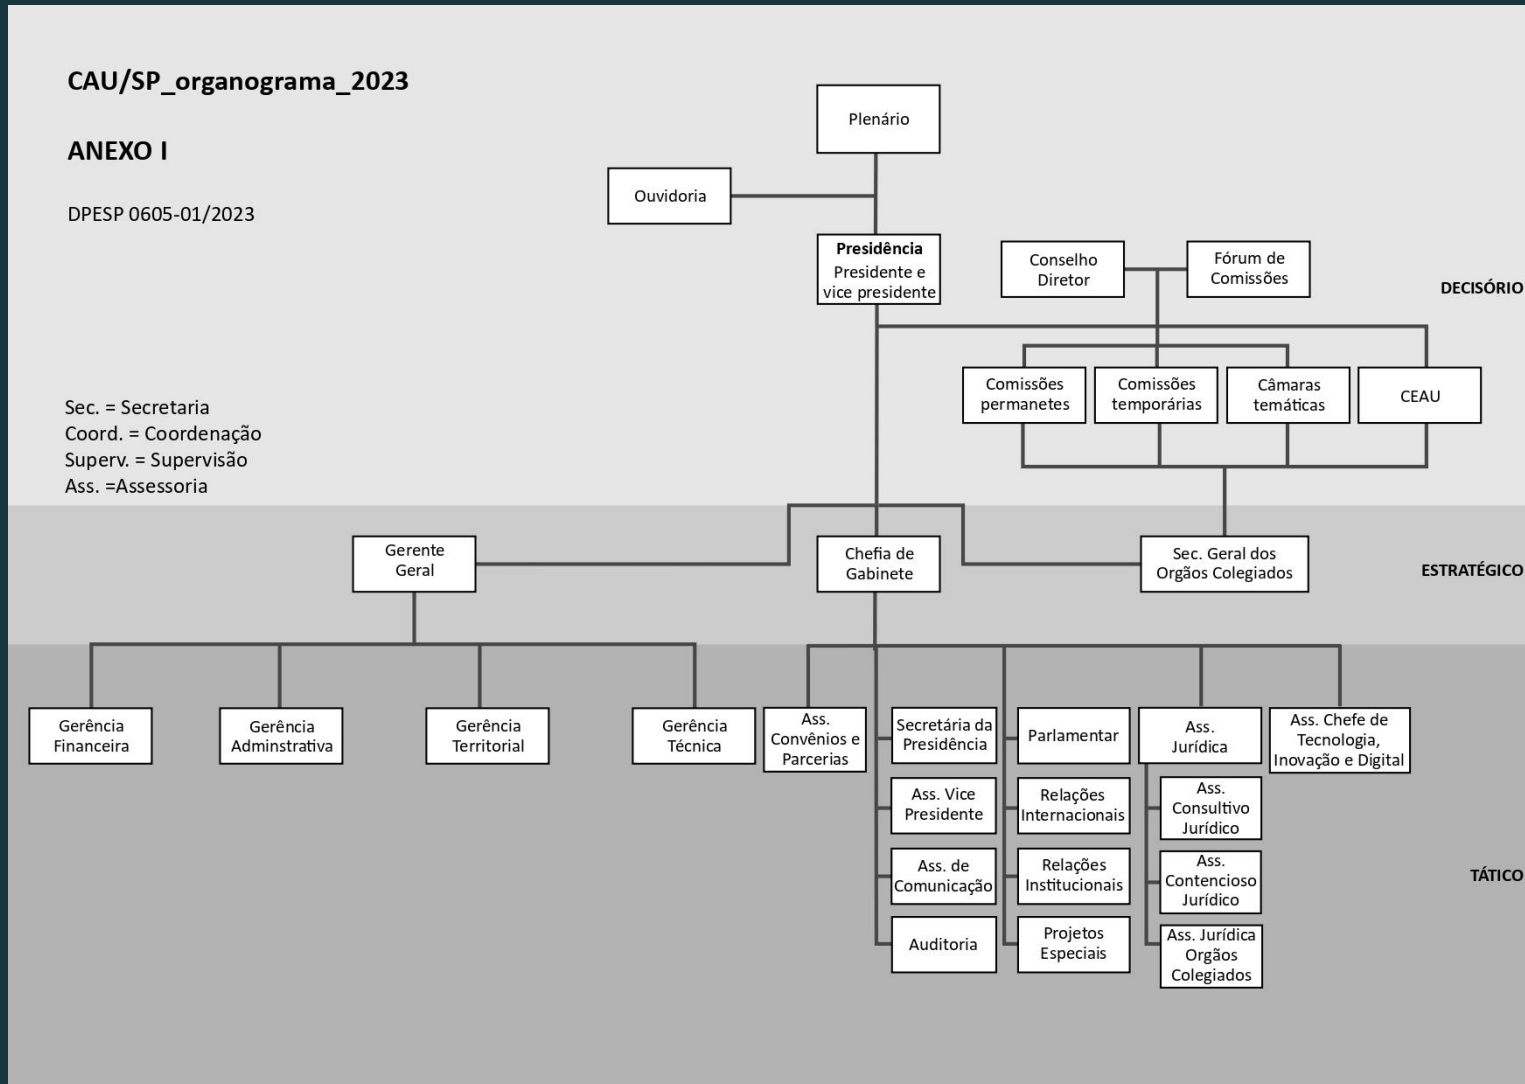 CAU/SP_organograma_2023
ANEXO I
DPESP 0605-01/2023
Plenário
Ouvidoria
Presidência
Presidente e
vice presidente
Conselho
Diretor
Fórum de
Comissões
DECISÓRIO
Comissões
permanetes
Comissões
temporárias
Câmaras
temáticas
CEAU
Sec. = Secretaria
Coord. = Coordenação
Superv. = Supervisão
Ass. =Assessoria
Gerente
Geral
Chefia de
Gabinete
Sec. Geral dos
Orgãos Colegiados
ESTRATÉGICO
Gerência
Financeira
Gerência
Adminstrativa
Gerência
Territorial
Gerência
Técnica
Ass.
Convênios e
Parcerias
Secretária da
Presidência
Parlamentar
Ass.
Jurídica
Ass. Chefe de
Tecnologia,
Inovação e Digital
Ass. Vice
Presidente
Relações
Internacionais
Ass.
Consultivo
Jurídico
Ass. de
Comunicação
Relações
Institucionais
Ass.
Contencioso
Jurídico
TÁTICO
Auditoria
Projetos
Especiais
Ass. Jurídica
Orgãos
Colegiados